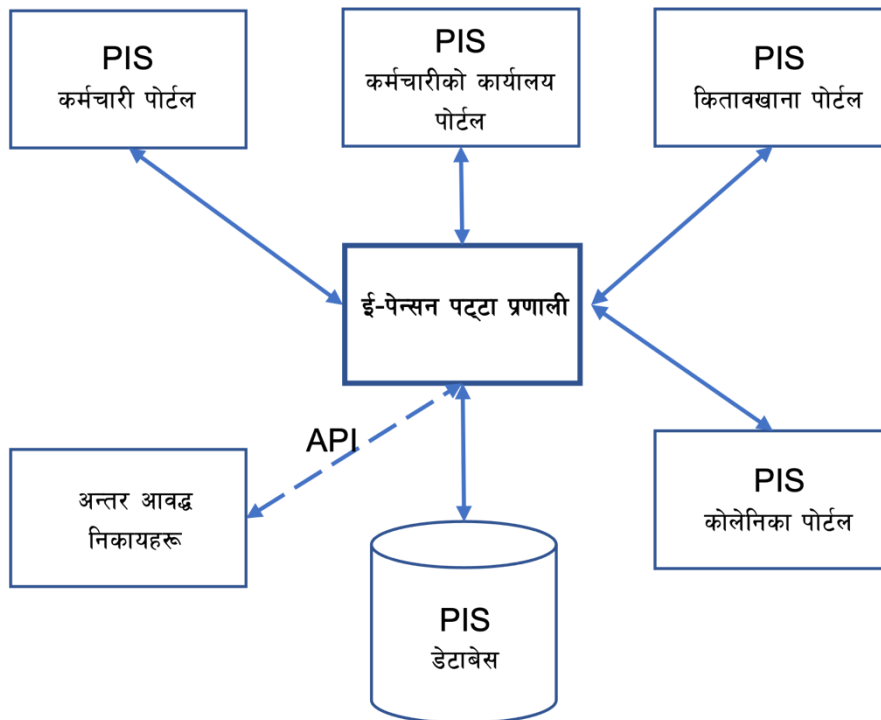 PIS
कर्मचारी पोर्टल
PIS
कर्मचारीको कार्यालय
पोर्टल
PIS
कितावखाना पोर्टल
ई-पेन्सन पट्टा प्रणाली
API
अन्तर आवद्ध
निकायहरू
PIS
कोलेनिका पोर्टल
PIS
डेटाबेस